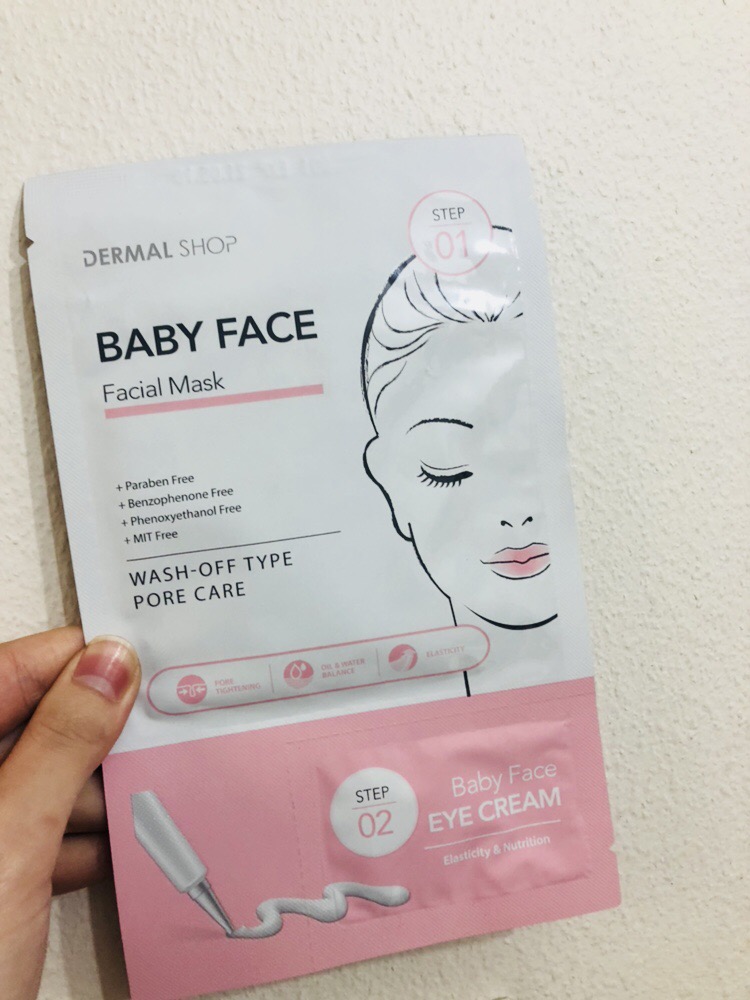 STEP
01
DERMAL SHOP
BABY FACE
Facial Mask
+ Paraben Free
+ Benzophenone Free
+ Phenoxyethanol Free
+ MIT Free
WASH-OFF TYPE
PORE CARE
PORE
TIGHTENING
OIL & WATER
BALANCE
ELASTICITY
STEP
02
Baby Face
EYE CREAM
Elasticity & Nutrition